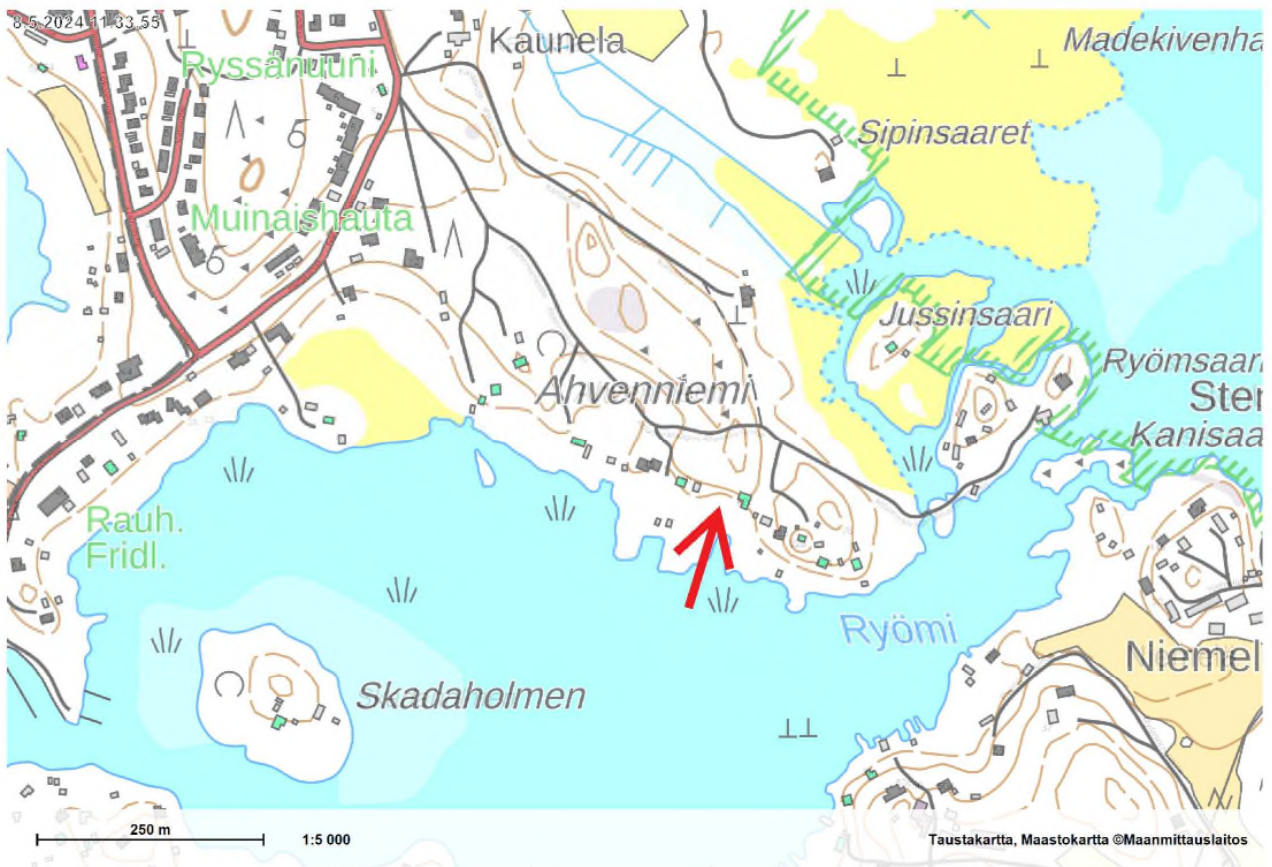 8.5.2024 11.33.55
Kaunela
Madekivenha
Ryssänuuni
Sipinsaaret
Muinaishauta
Jussinsaari
Ryömsaari
Ster
Ahvenniemi
Kanisaa
Rauh.
Fridl.
Ryömi
Niemel
Skadaholmen
250 m
1:5 000
Taustakartta, Maastokartta ©Maanmittauslaitos